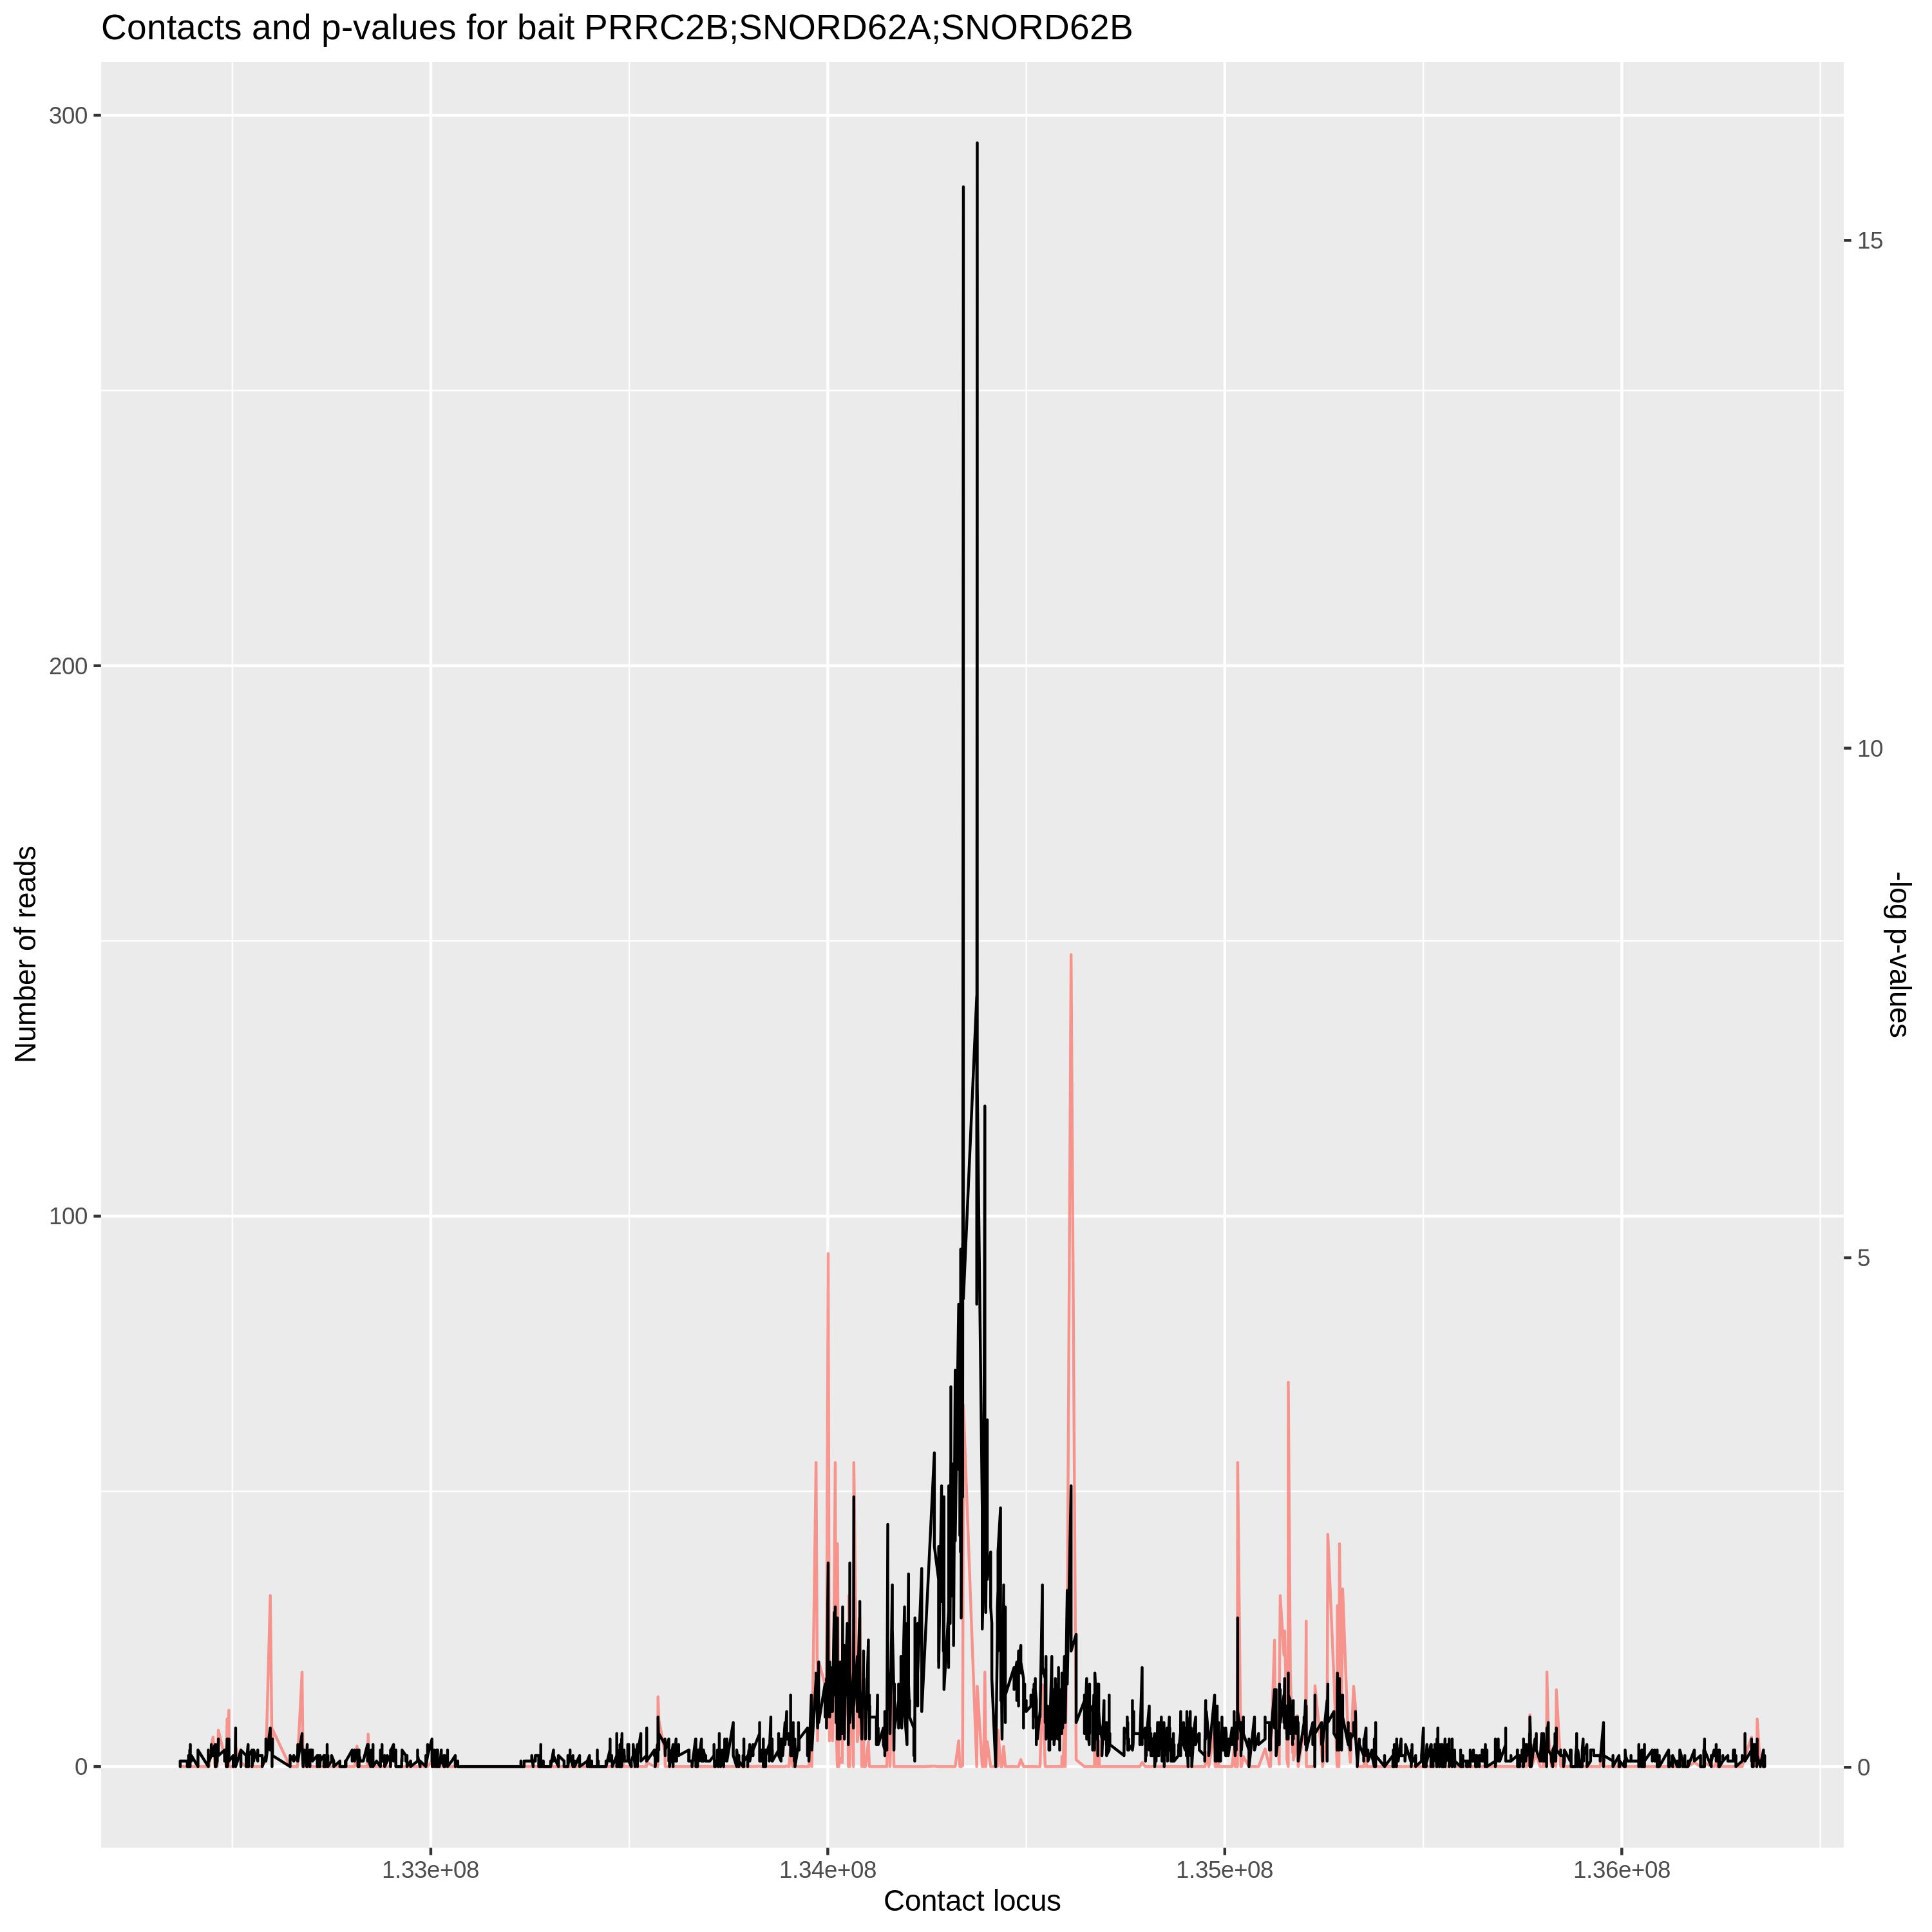 Contacts and p-values for bait PRRC2B;SNORD62A;SNORD62B
300
200
100
0
Number of reads
15
10
5
0
-log p-values
1.33e+08
1.34e+08
1.35e+08
1.36e+08
Contact locus